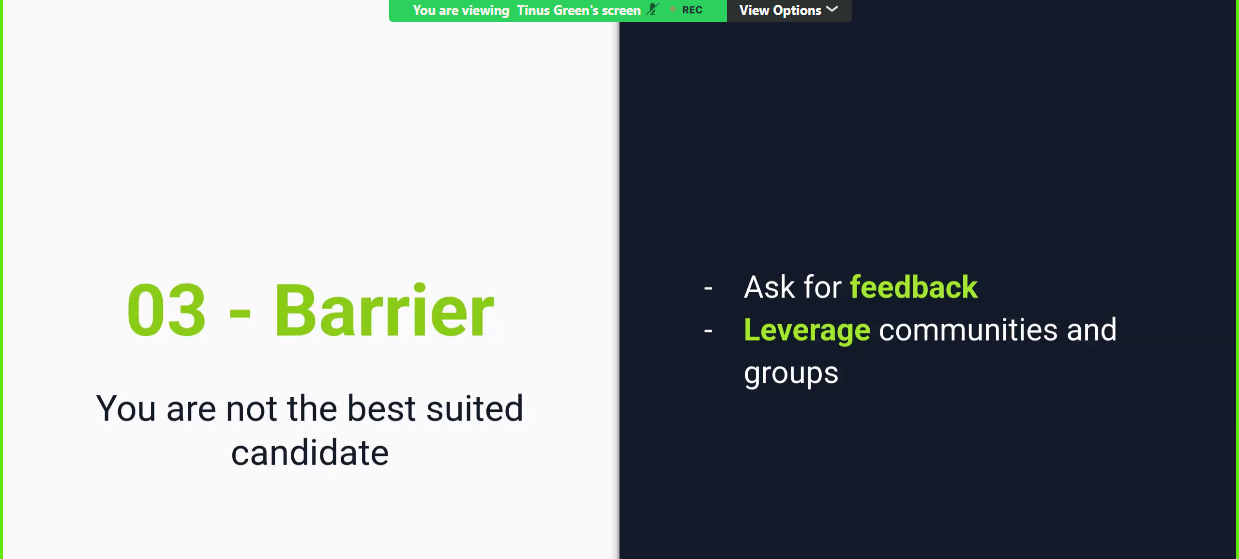 You are viewing Tinus Green's screen REC View Options
03 - Barrier
You are not the best suited
candidate
- Ask for feedback
- Leverage communities and
groups